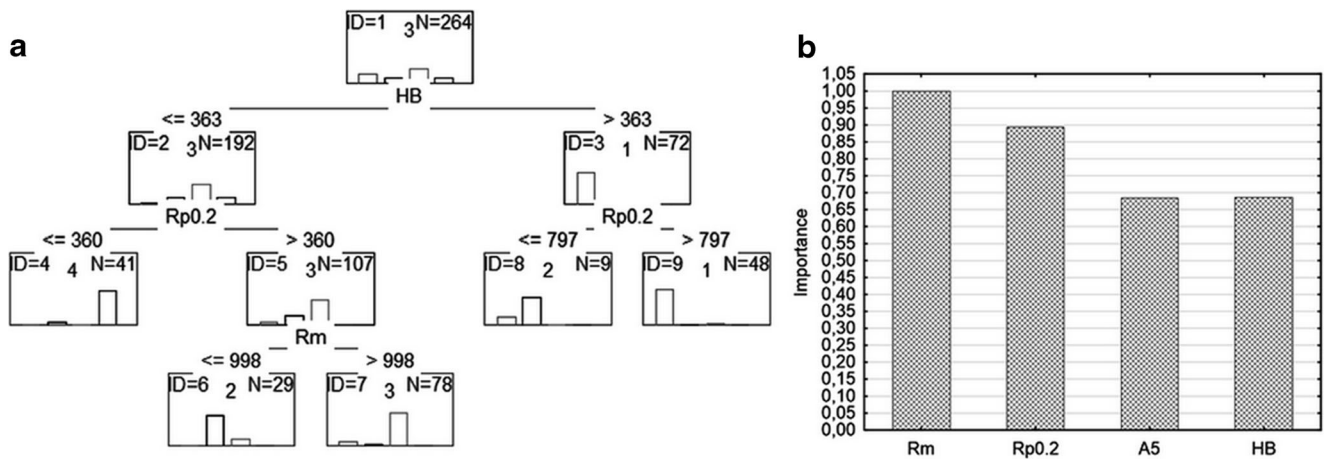 a
ID=1 3 N=264
HB
<= 363 > 363
ID=2 3 N=192 ID=3 1 N=72
Rp0.2 Rp0.2
<= 360 > 360 <= 797 > 797
ID=4 4 N=41 ID=5 3 N=107 ID=8 2 N=9 ID=9 1 N=48
Rm
<= 998 > 998
ID=6 2 N=29 ID=7 3 N=78
b
Importance
1,05
1,00
0,95
0,90
0,85
0,80
0,75
0,70
0,65
0,60
0,55
0,50
0,45
0,40
0,35
0,30
0,25
0,20
0,15
0,10
0,05
0,00
Rm Rp0.2 A5 HB